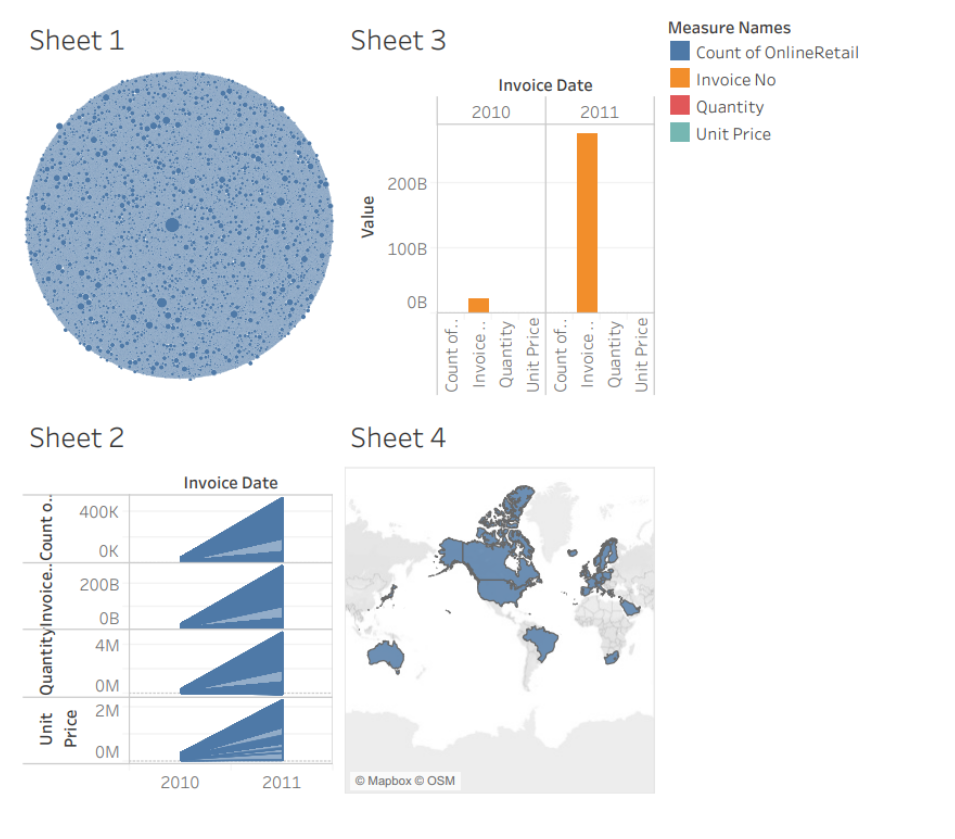 Sheet 1
Sheet 3
Invoice Date
2010 2011
Value
200B
100B
0B
Count of..
Invoice ..
Quantity
Unit Price
Count of..
Invoice ..
Quantity
Unit Price
Measure Names
Count of OnlineRetail
Invoice No
Quantity
Unit Price
Sheet 2
Invoice Date
Count o..
400K
0K
Invoice..
200B
0B
Quantity
4M
0M
Unit
Price
2M
0M
2010 2011
Sheet 4
© Mapbox © OSM